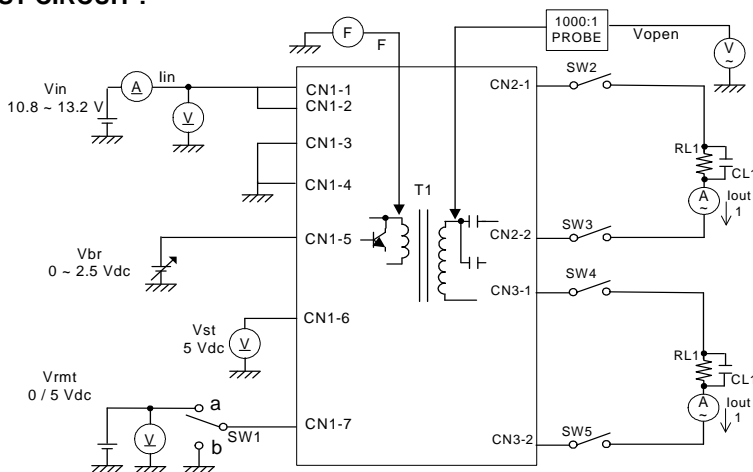 F
F
1000:1
PROBE
Vopen
V
~
Vin
10.8 ~ 13.2 V
A
Iin
V
CN1-1
CN1-2
CN1-3
CN1-4
CN1-5
CN1-6
CN1-7
T1
CN2-1
CN2-2
CN3-1
CN3-2
SW2
RL1
CL1
A
~
Iout
1
SW3
SW4
RL1
CL1
A
~
Iout
1
SW5
Vbr
0 ~ 2.5 Vdc
Vst
5 Vdc
V
Vrmt
0 / 5 Vdc
V
a
SW1
b